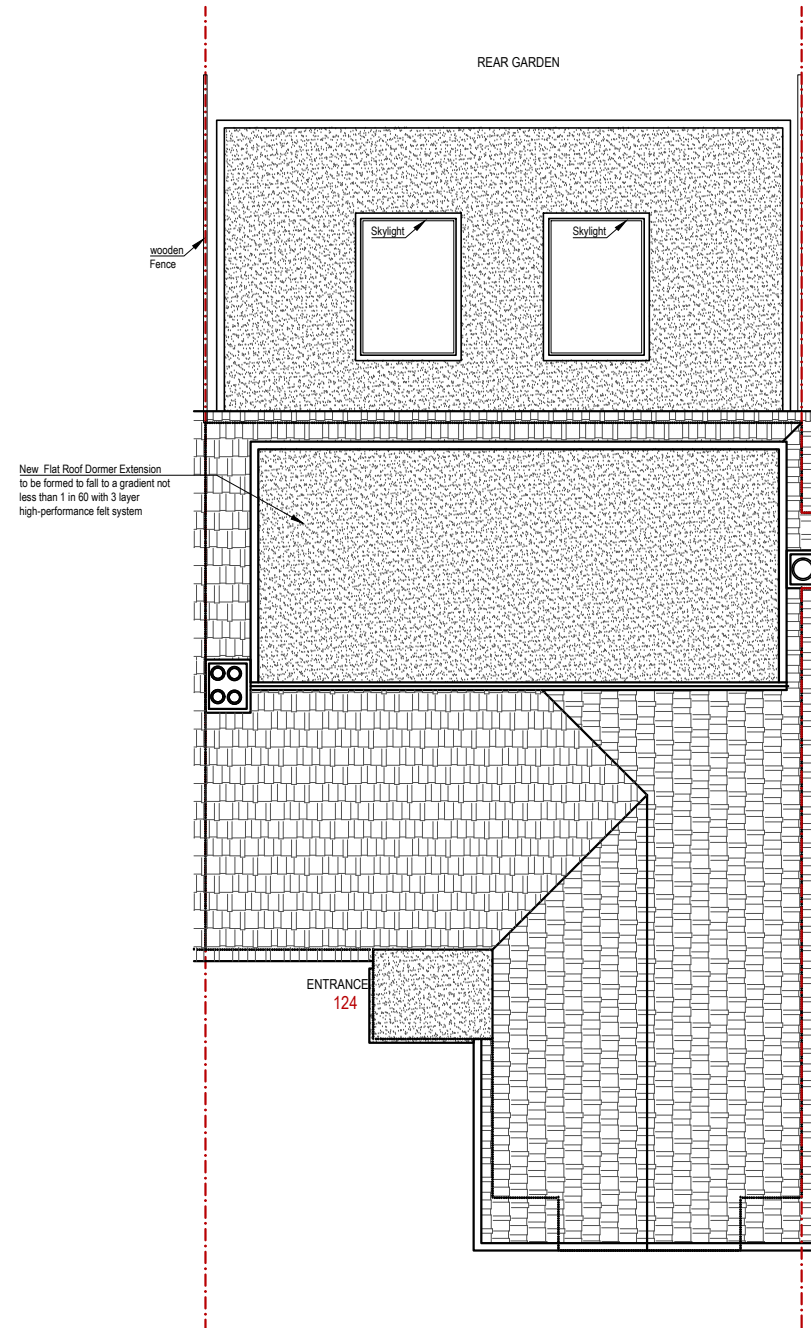 REAR GARDEN
Skylight
Skylight
wooden
Fence
New Flat Roof Dormer Extension
to be formed to fall to a gradient not
less than 1 in 60 with 3 layer
high-performance felt system
ENTRANCE
124